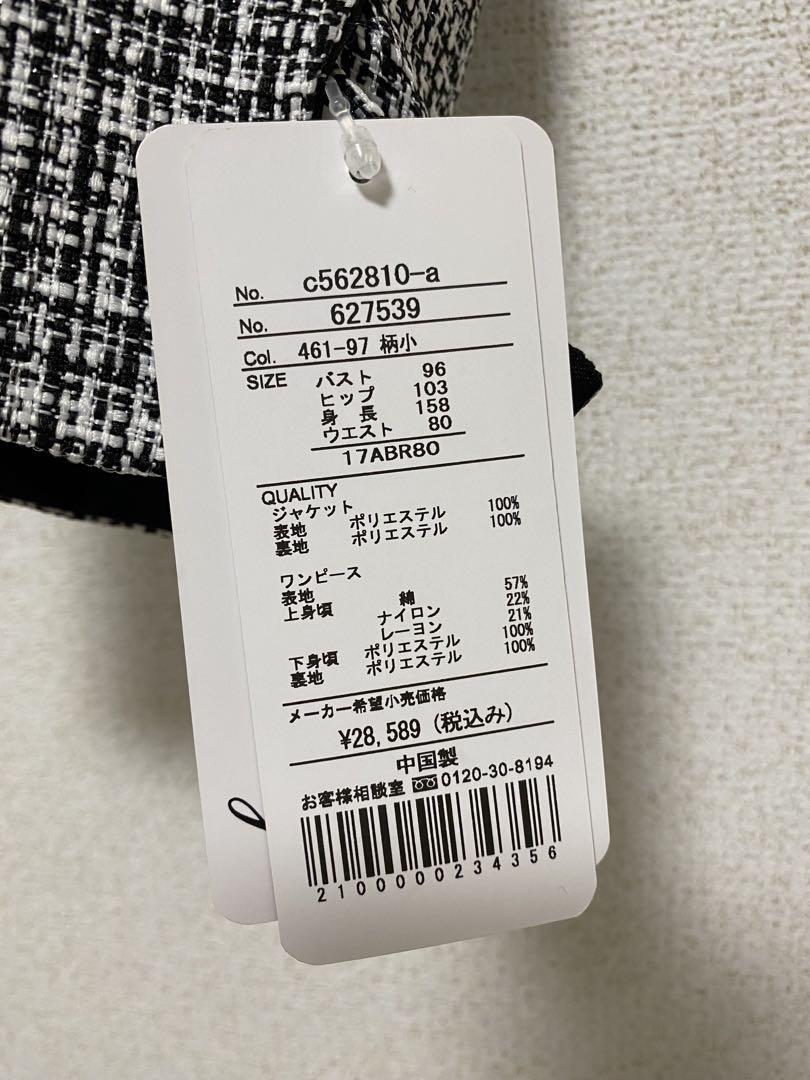 No. c562810-a
No. 627539
Col. 461-97 柄小
SIZE バスト 96
ヒップ 103
身長 158
ウエスト 80
17ABR80
QUALITY
ジャケット
表地 ポリエステル 100%
裏地 ポリエステル 100%
ワンピース
表地
上身頃 綿 57%
ナイロン 22%
レーヨン 21%
下身頃 ポリエステル 100%
裏地 ポリエステル 100%
メーカー希望小売価格
¥28,589 (税込み)
中国製
お客様相談室 0120-30-8194
2100000234356